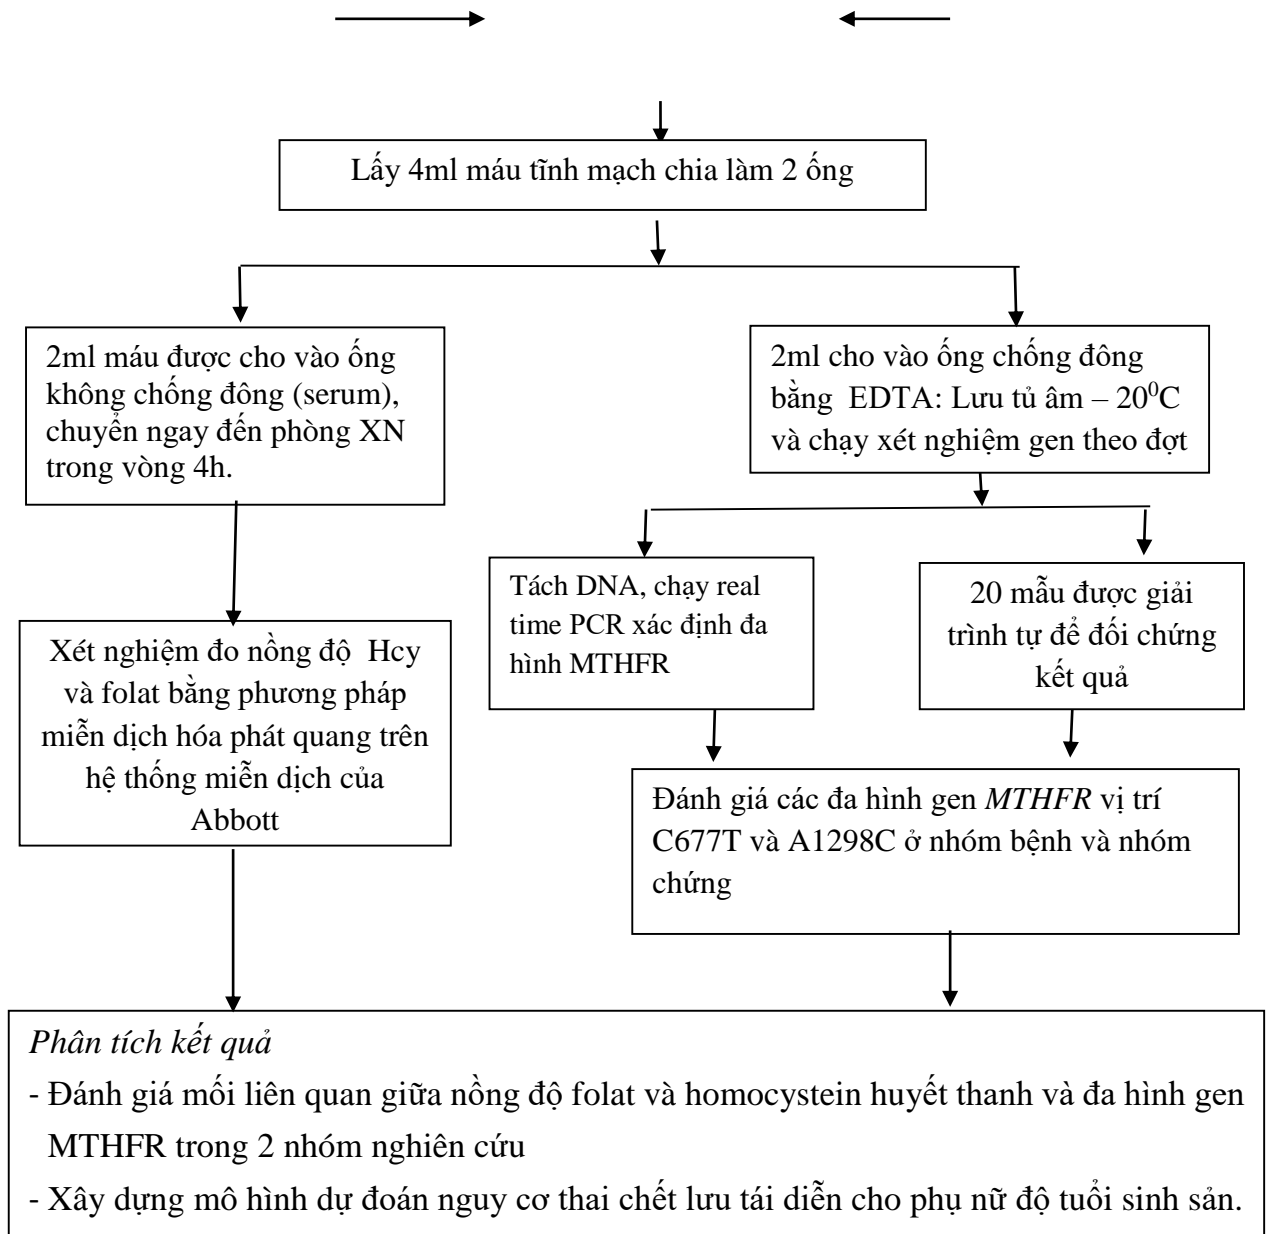 Lấy 4ml máu tĩnh mạch chia làm 2 ống
2ml máu được cho vào ống
không chống đông (serum),
chuyển ngay đến phòng XN
trong vòng 4h.
2ml cho vào ống chống đông
bằng EDTA: Lưu tủ âm – 20⁰C
và chạy xét nghiệm gen theo đợt
Tách DNA, chạy real
time PCR xác định đa
hình MTHFR
20 mẫu được giải
trình tự để đối chứng
kết quả
Xét nghiệm đo nồng độ Hcy
và folat bằng phương pháp
miễn dịch hóa phát quang trên
hệ thống miễn dịch của
Abbott
Đánh giá các đa hình gen MTHFR vị trí
C677T và A1298C ở nhóm bệnh và nhóm
chứng
Phân tích kết quả
- Đánh giá mối liên quan giữa nồng độ folat và homocystein huyết thanh và đa hình gen
MTHFR trong 2 nhóm nghiên cứu
- Xây dựng mô hình dự đoán nguy cơ thai chết lưu tái diễn cho phụ nữ độ tuổi sinh sản.